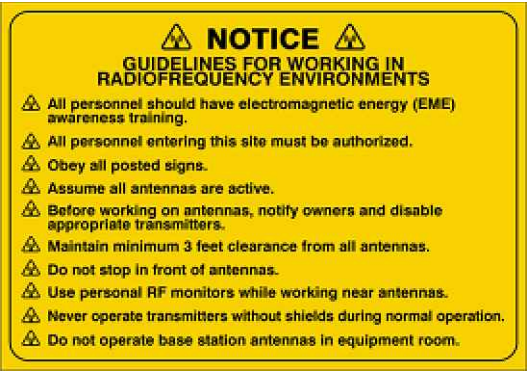 NOTICE
GUIDELINES FOR WORKING IN
RADIOFREQUENCY ENVIRONMENTS
All personnel should have electromagnetic energy (EME)
awareness training.
All personnel entering this site must be authorized.
Obey all posted signs.
Assume all antennas are active.
Before working on antennas, notify owners and disable
appropriate transmitters.
Maintain minimum 3 feet clearance from all antennas.
Do not stop in front of antennas.
Use personal RF monitors while working near antennas.
Never operate transmitters without shields during normal operation.
Do not operate base station antennas in equipment room.